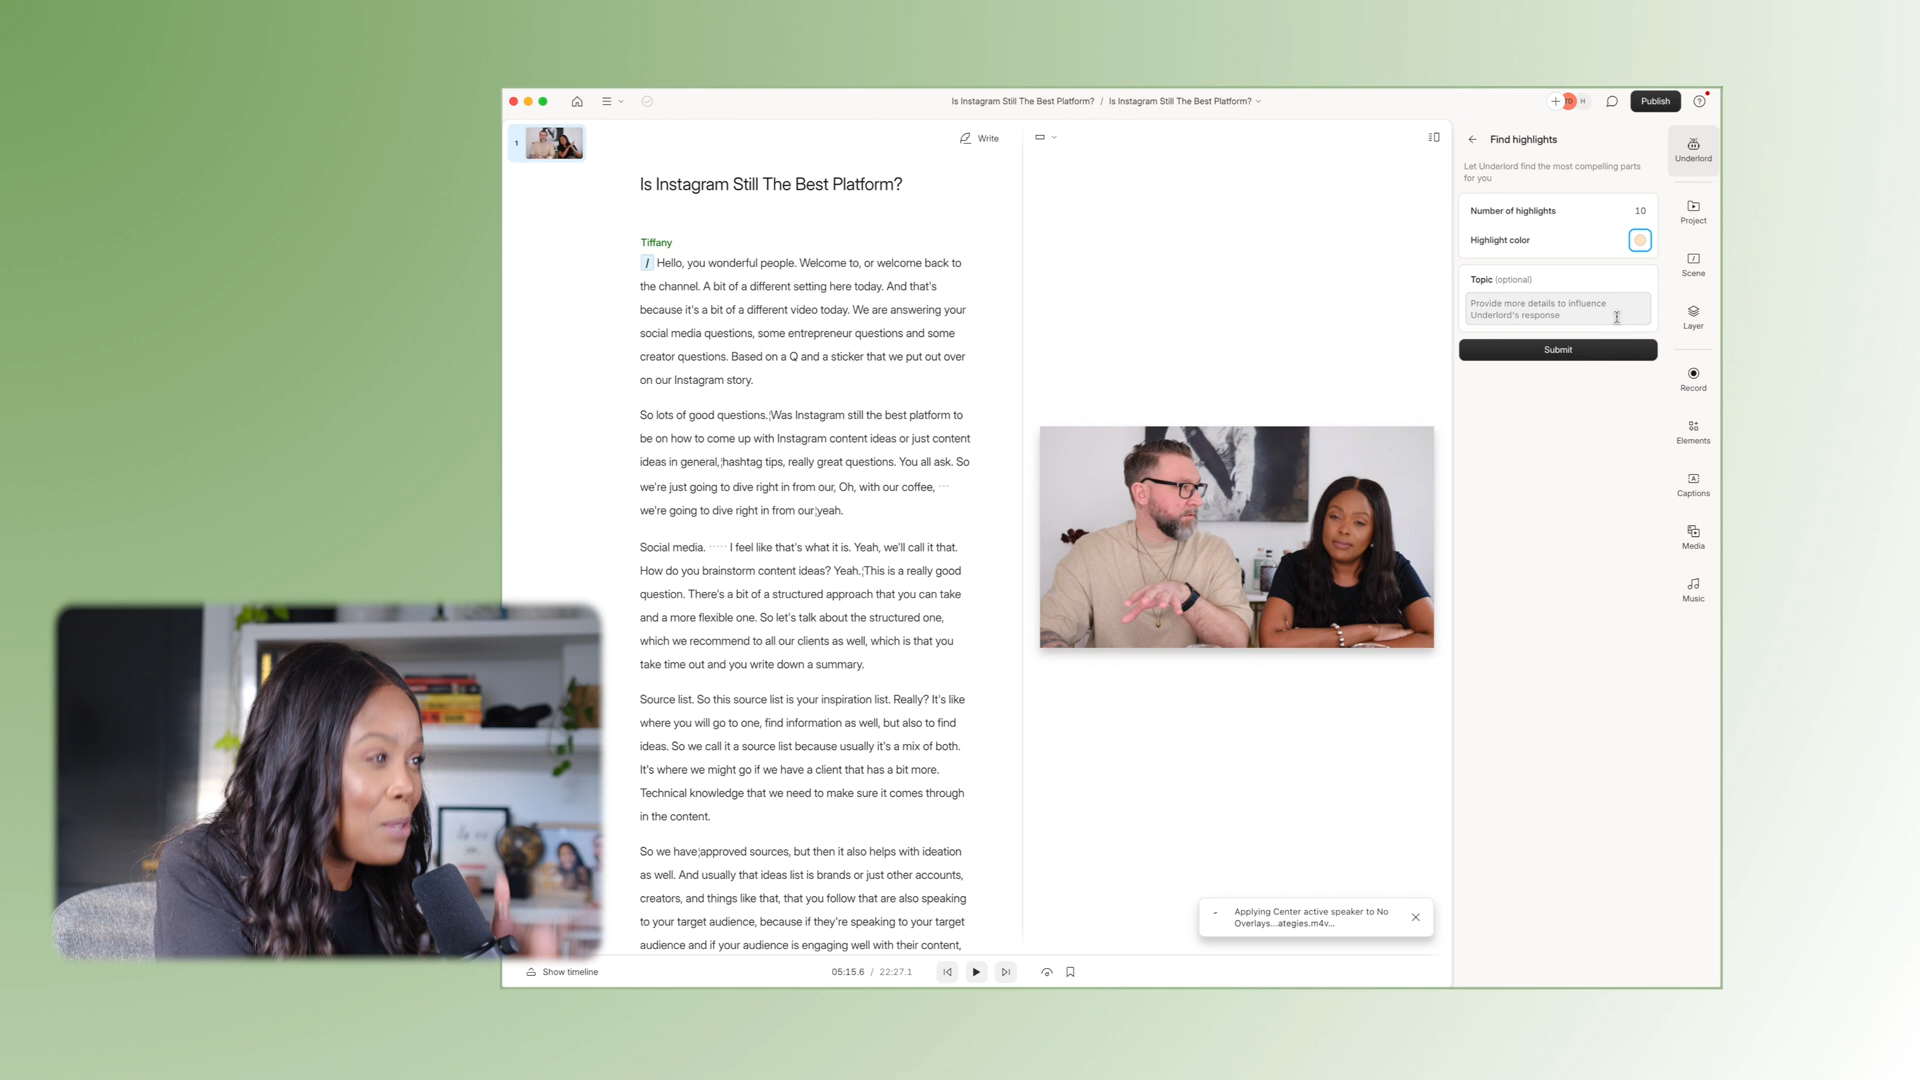 Is Instagram Still The Best Platform? / Is Instagram Still The Best Platform?
TD
H
Publish
1
Write
Is Instagram Still The Best Platform?
Tiffany
/ Hello, you wonderful people. Welcome to, or welcome back to
the channel. A bit of a different setting here today. And that's
because it's a bit of a different video today. We are answering your
social media questions, some entrepreneur questions and some
creator questions. Based on a Q and a sticker that we put out over
on our Instagram story.
So lots of good questions. Was Instagram still the best platform to
be on how to come up with Instagram content ideas or just content
ideas in general, hashtag tips, really great questions. You all ask. So
we're just going to dive right in from our, Oh, with our coffee, ...
we're going to dive right in from our yeah.
Social media. ..... I feel like that's what it is. Yeah, we'll call it that.
How do you brainstorm content ideas? Yeah. This is a really good
question. There's a bit of a structured approach that you can take
and a more flexible one. So let's talk about the structured one,
which we recommend to all our clients as well, which is that you
take time out and you write down a summary.
Source list. So this source list is your inspiration list. Really? It's like
where you will go to one, find information as well, but also to find
ideas. So we call it a source list because usually it's a mix of both.
It's where we might go if we have a client that has a bit more.
Technical knowledge that we need to make sure it comes through
in the content.
So we have approved sources, but then it also helps with ideation
as well. And usually that ideas list is brands or just other accounts,
creators, and things like that, that you follow that are also speaking
to your target audience, because if they're speaking to your target
audience and if your audience is engaging well with their content,
Show timeline
05:15.6 / 22:27.1
Applying Center active speaker to No
Overlays...ategies.m4v...
Find highlights
Let Underlord find the most compelling parts
for you
Number of highlights 10
Highlight color
Topic (optional)
Provide more details to influence
Underlord's response
Submit
Underlord
Project
Scene
Layer
Record
Elements
Captions
Media
Music